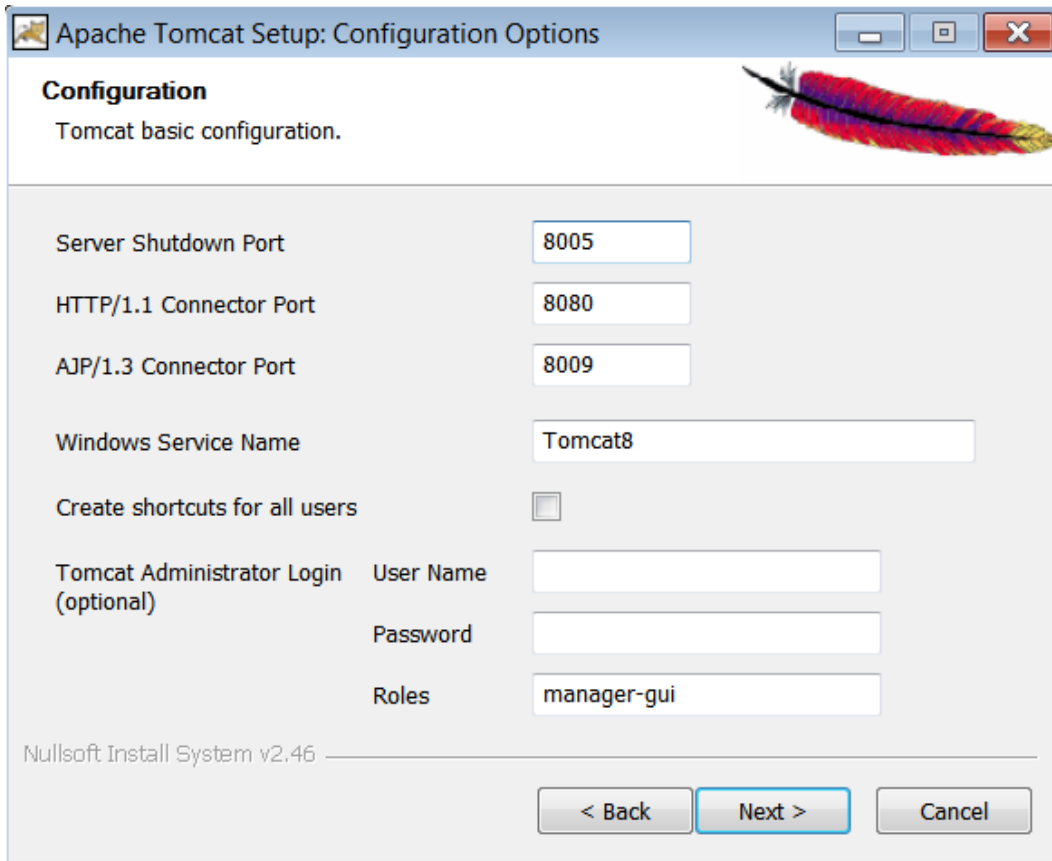 Apache Tomcat Setup: Configuration Options
Configuration
Tomcat basic configuration.
Server Shutdown Port 8005
HTTP/1.1 Connector Port 8080
AJP/1.3 Connector Port 8009
Windows Service Name Tomcat8
Create shortcuts for all users
Tomcat Administrator Login User Name
(optional)
Password
Roles manager-gui
Nullsoft Install System v2.46
< Back Next > Cancel